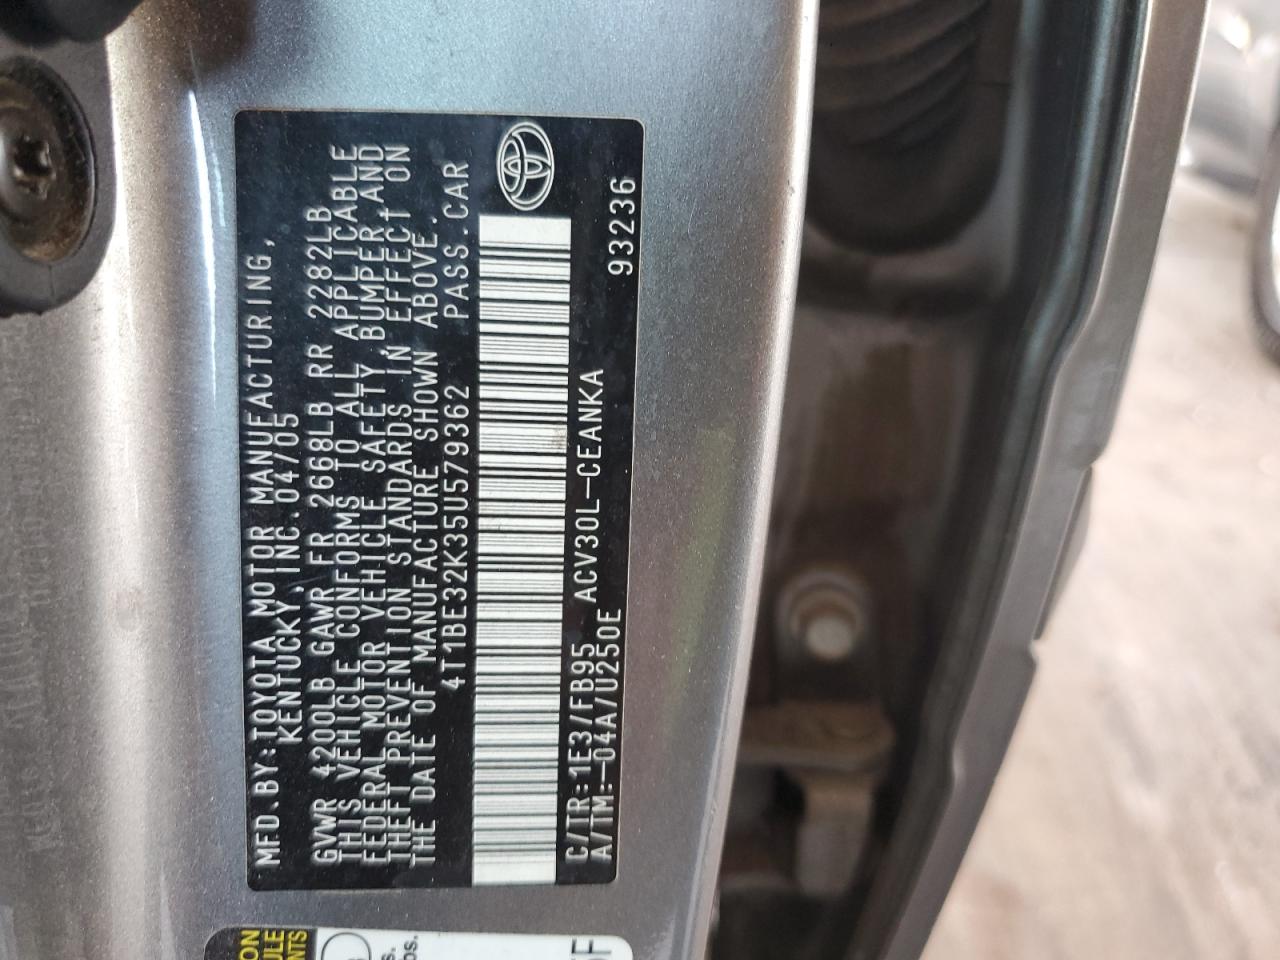 MFD.BY:TOYOTA MOTOR MANUFACTURING,
KENTUCKY, INC. 04/05
GVWR 4200LB GAWR FR 2668LB RR 2282LB
THIS VEHICLE CONFORMS TO ALL APPLICABLE
FEDERAL MOTOR VEHICLE SAFETY,BUMPER,AND
THEFT PREVENTION STANDARDS IN EFFECT ON
THE DATE OF MANUFACTURE SHOWN ABOVE.
4T1BE32K35U579362 PASS.CAR
C/TR:1E3/FB95 ACV30L-CEANKA
A/TM:-04A/U250E
93236